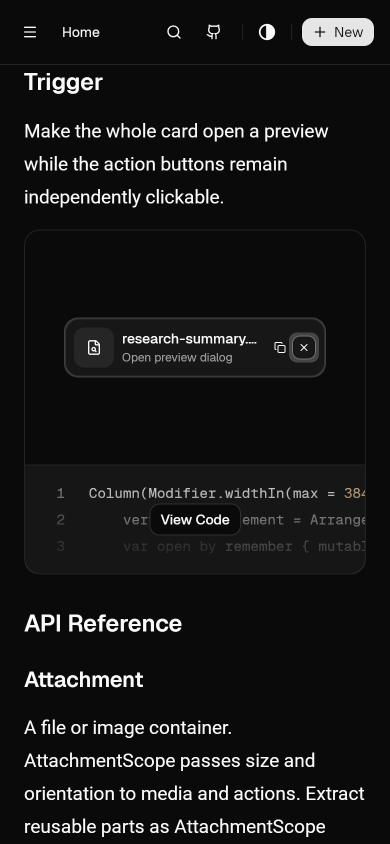 Home
New
Trigger
Make the whole card open a preview
while the action buttons remain
independently clickable.
research-summary....
Open preview dialog
1 Column(Modifier.widthIn(max = 384
2 ver ement = Arrange
View Code
3 var open by remember { mutabl
API Reference
Attachment
A file or image container.
AttachmentScope passes size and
orientation to media and actions. Extract
reusable parts as AttachmentScope